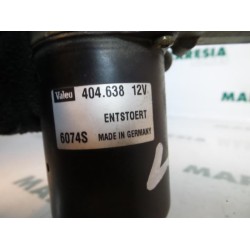 Valeo 404.638 12V
ENTSTOERT
6074S MADE IN GERMANY